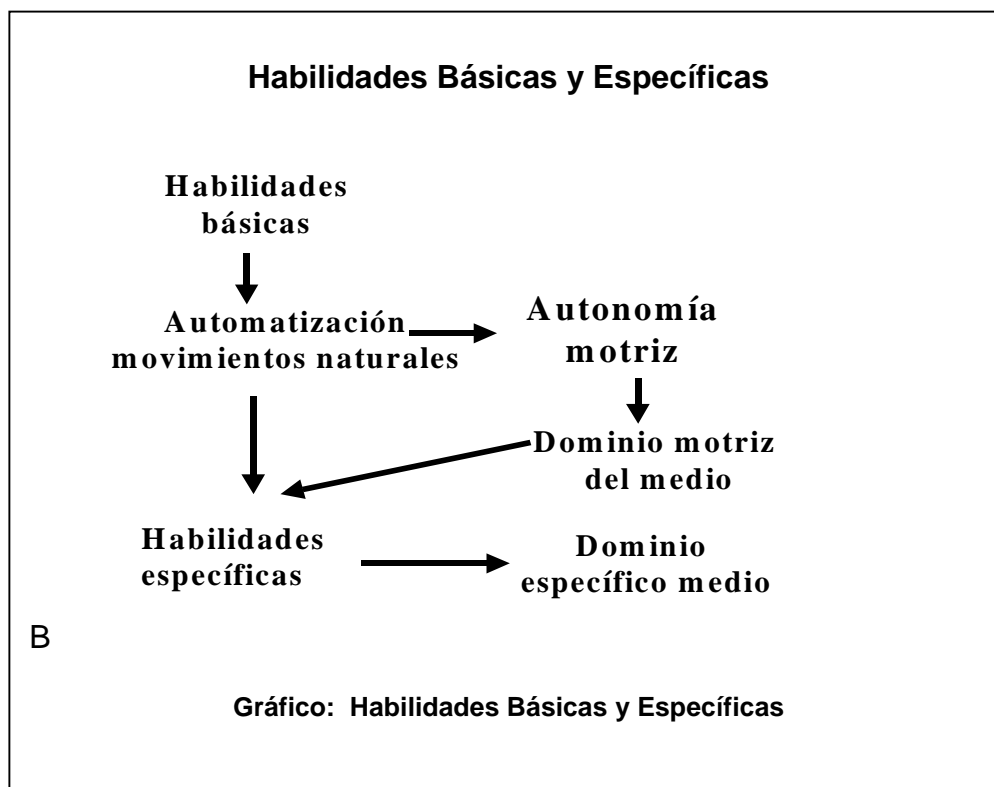 Habilidades Básicas y Específicas
Habilidades
básicas
Automatización
movimientos naturales
Autonomía
motriz
Dominio motriz
del medio
Habilidades
específicas
Dominio
específico medio
B
Gráfico: Habilidades Básicas y Específicas